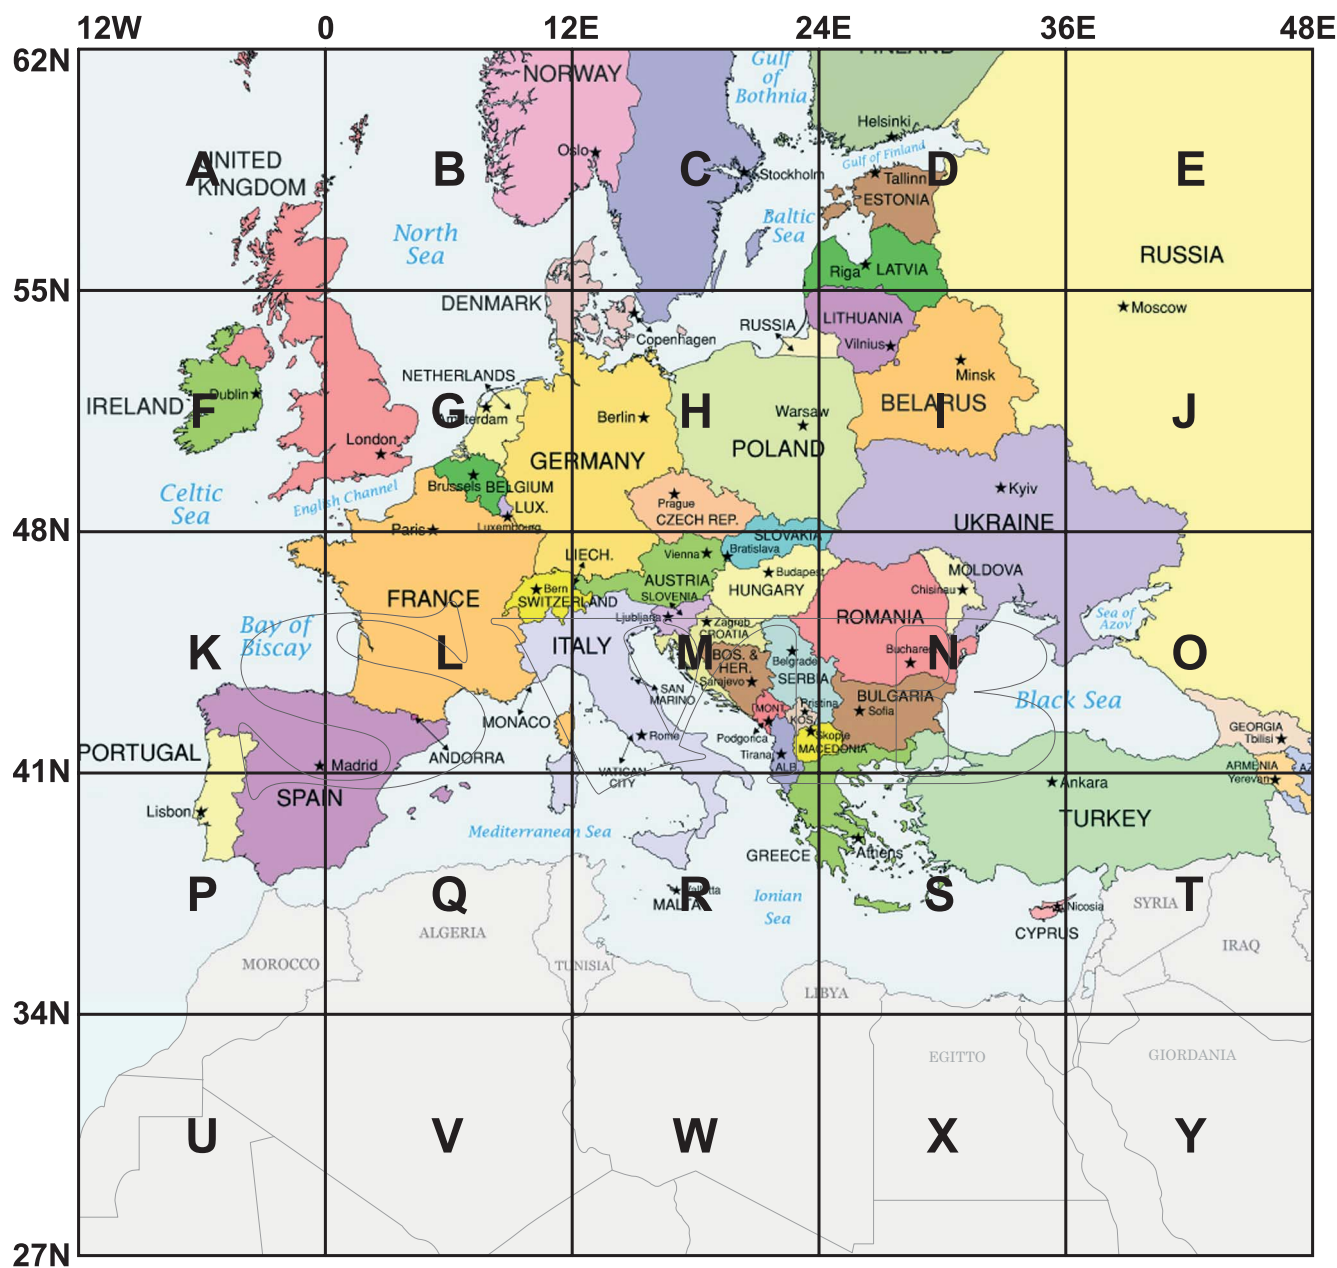 12W 0 12E 24E 36E 48E
62N
NORWAY
Gulf
of
Bothnia
FINLAND
Helsinki
Oslo
Gulf of Finland
A UNITED
KINGDOM
B
C
Stockholm
Tallinn
D
E
ESTONIA
North
Sea
Baltic
Sea
RUSSIA
Riga
LATVIA
55N
DENMARK
LITHUANIA
Moscow
RUSSIA
Copenhagen
Vilnius
Minsk
NETHERLANDS
IRELAND
Dublin
F
G
Amsterdam
Berlin
H
Warsaw
BELARUS
I
J
London
POLAND
GERMANY
Celtic
Sea
English Channel
Brussels
BELGIUM
LUX.
Luxembourg
Prague
CZECH REP.
Kyiv
UKRAINE
48N
Paris
SLOVAKIA
LIECH.
Vienna
Bratislava
FRANCE
Bern
SWITZERLAND
AUSTRIA
SLOVENIA
Budapest
HUNGARY
MOLDOVA
Chisinau
Ljubljana
Zagreb
CROATIA
ROMANIA
Sea of
Azov
Bay of
Biscay
K
L
ITALY
M
BOS. &
HER.
Sarajevo
Belgrade
SERBIA
N
O
SAN
MARINO
BULGARIA
Sofia
Black Sea
MONT.
Pristina
KOS.
MONACO
Rome
Podgorica
Skopje
MACEDONIA
GEORGIA
Tbilisi
PORTUGAL
ANDORRA
Tirana
ALB.
VATICAN
CITY
ARMENIA
AZ
Yerevan
41N
Madrid
SPAIN
Lisbon
Ankara
TURKEY
Mediterranean Sea
GREECE
Athens
P
Q
R
S
T
MALTA
Ionian
Sea
Nicosia
CYPRUS
SYRIA
ALGERIA
MOROCCO
TUNISIA
IRAQ
LIBYA
34N
EGITTO
GIORDANIA
U
V
W
X
Y
27N